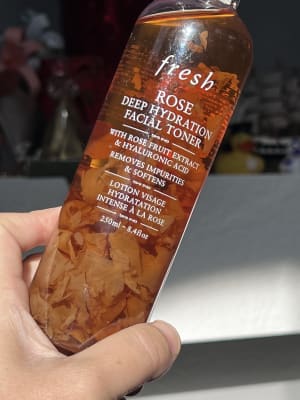 fresh
ROSE
DEEP HYDRATION
FACIAL TONER
WITH ROSE FRUIT EXTRACT
& HYALURONIC ACID
REMOVES IMPURITIES
& SOFTENS
LOTION VISAGE
HYDRATATION
INTENSE À LA ROSE
250ml - 8.4fl oz